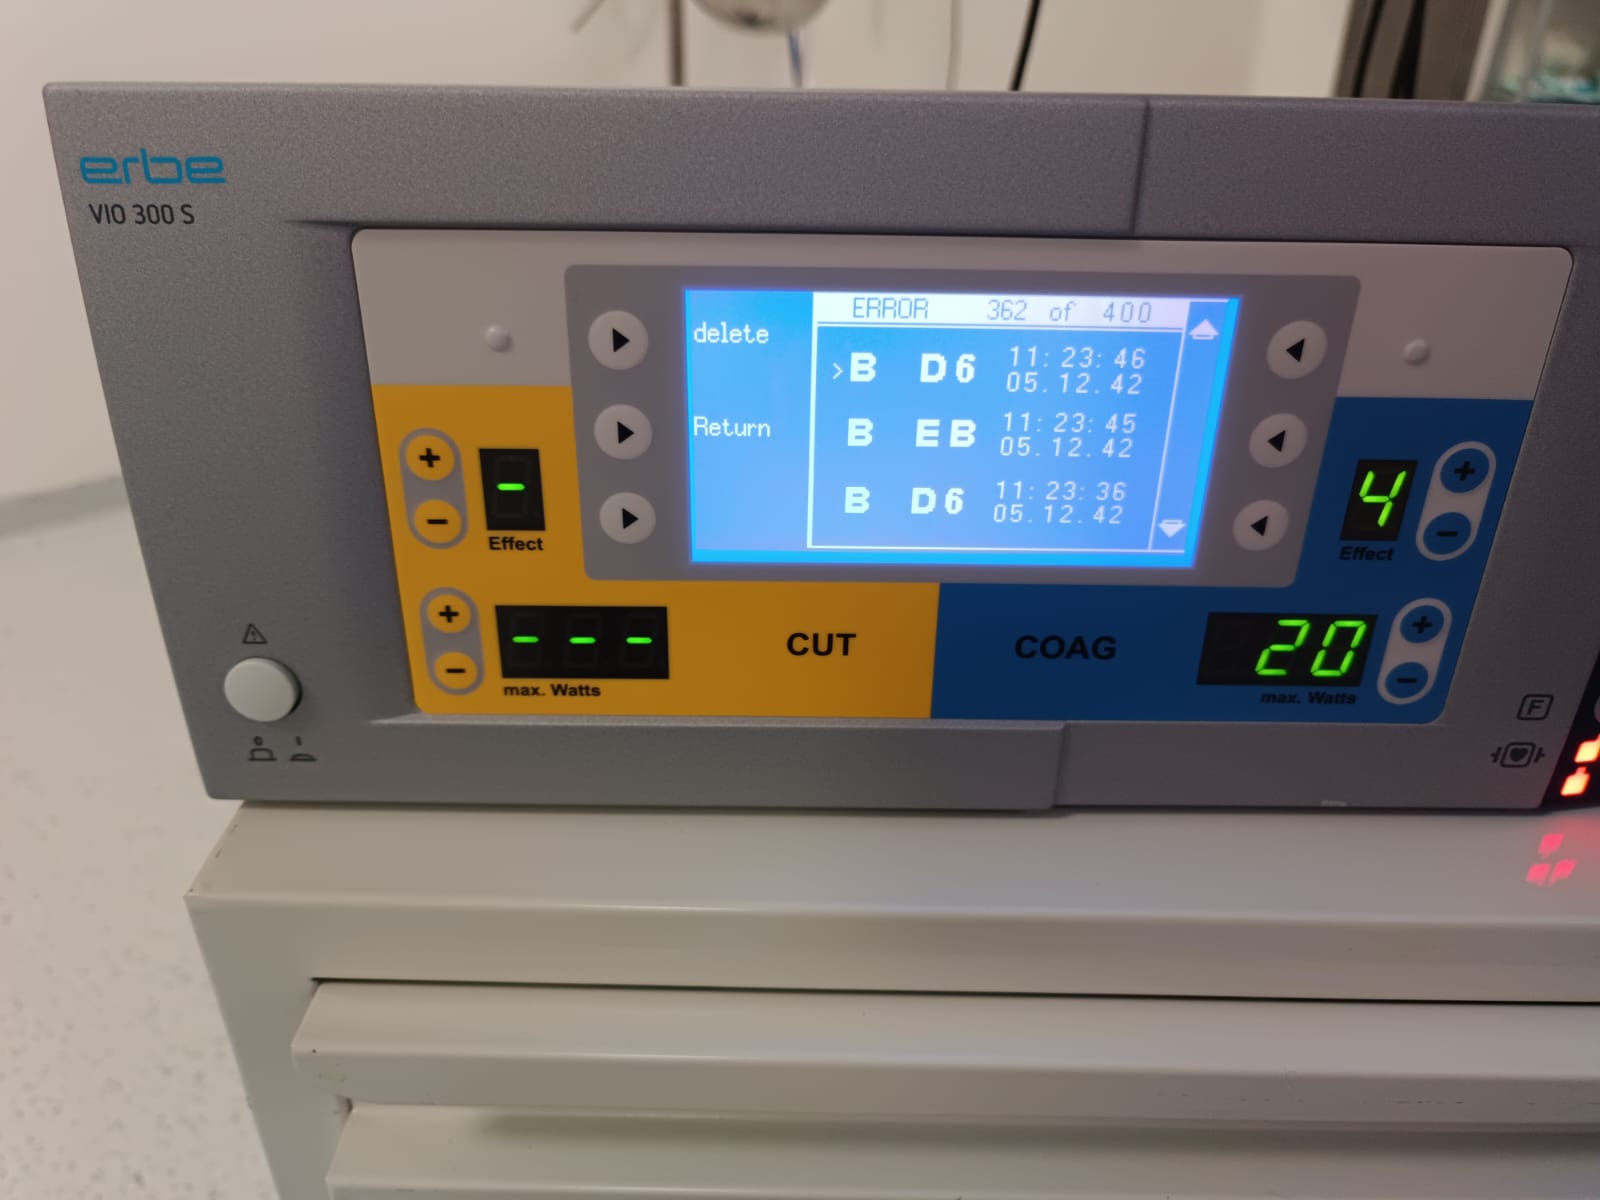 erbe
VIO 300 S
ERROR 362 of 400
delete
>B D6 11:23:46
05.12.42
Return
B EB 11:23:45
05.12.42
B D6 11:23:36
05.12.42
+
-
-
Effect
4
Effect
+
-
+
-
- - -
max. Watts
CUT
COAG
20
max. Watts
+
-
F